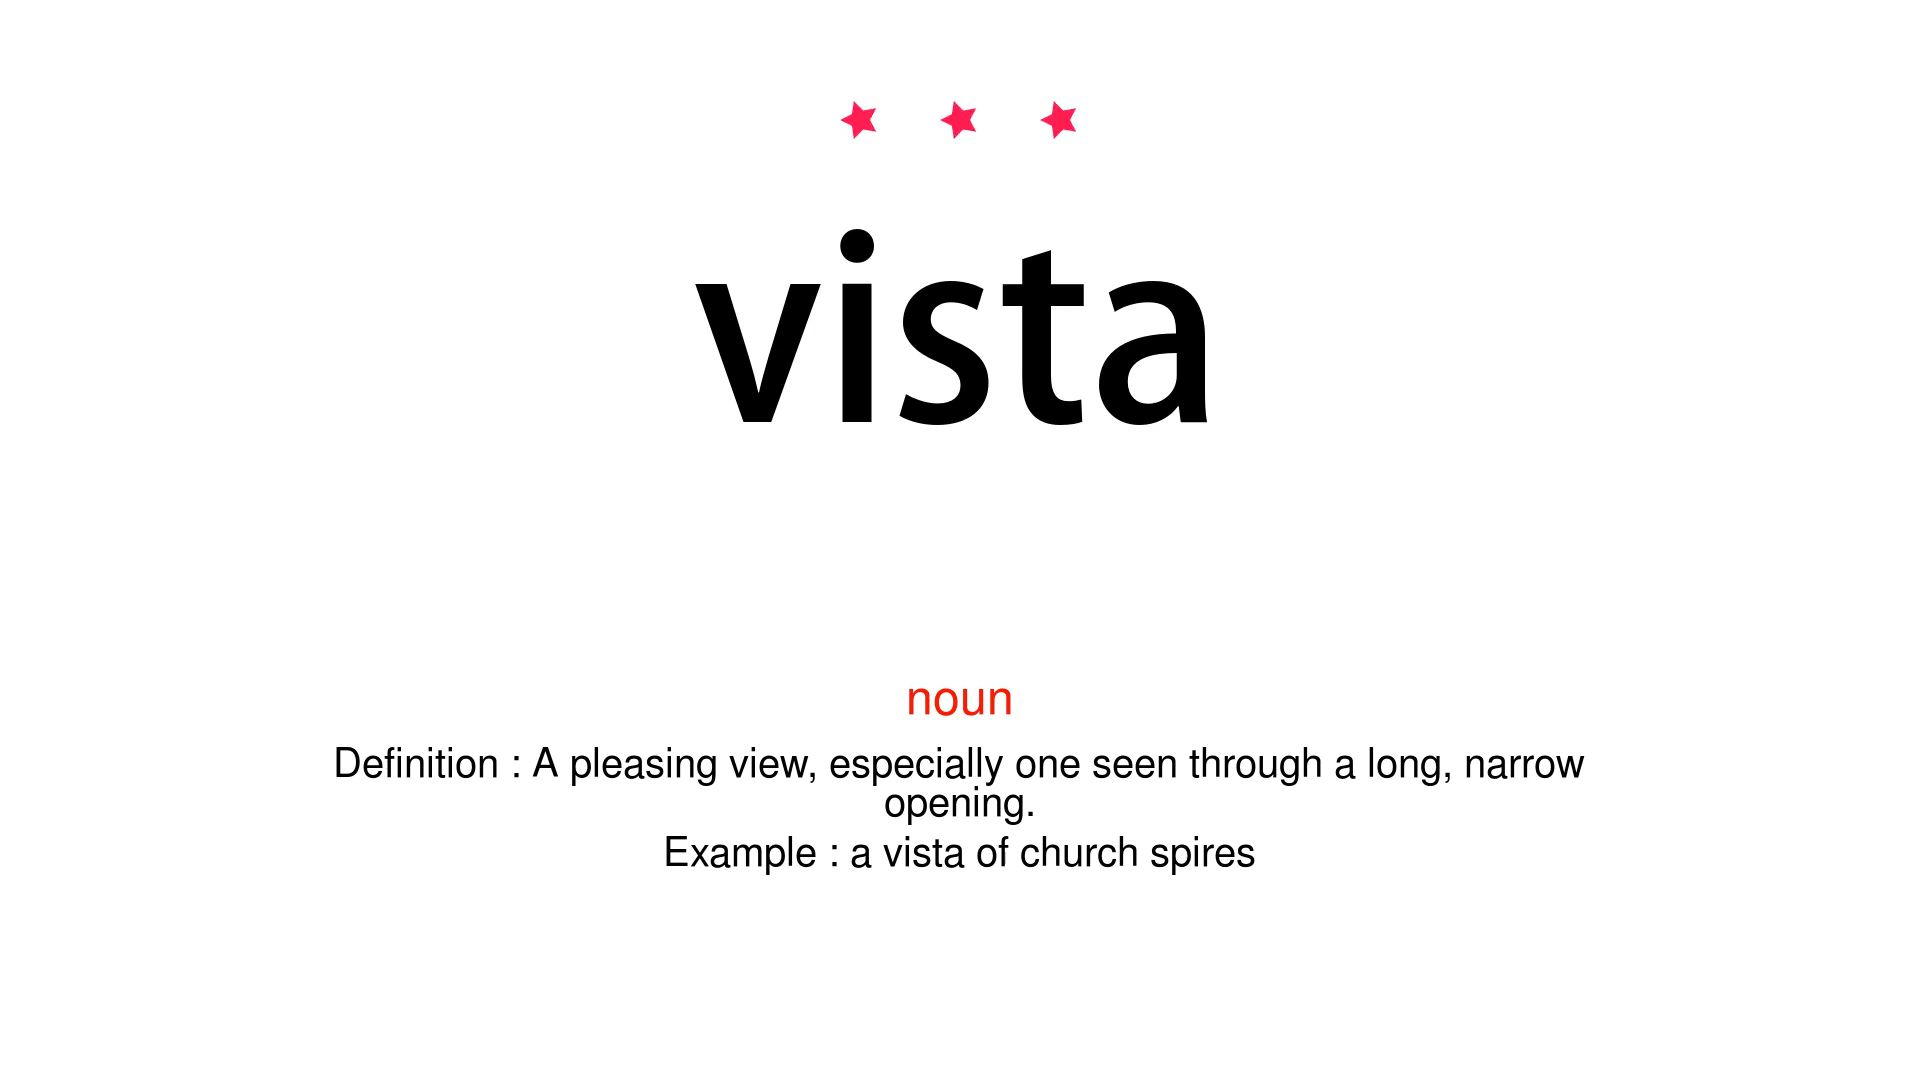 vista
noun
Definition : A pleasing view, especially one seen through a long, narrow
opening.
Example : a vista of church spires